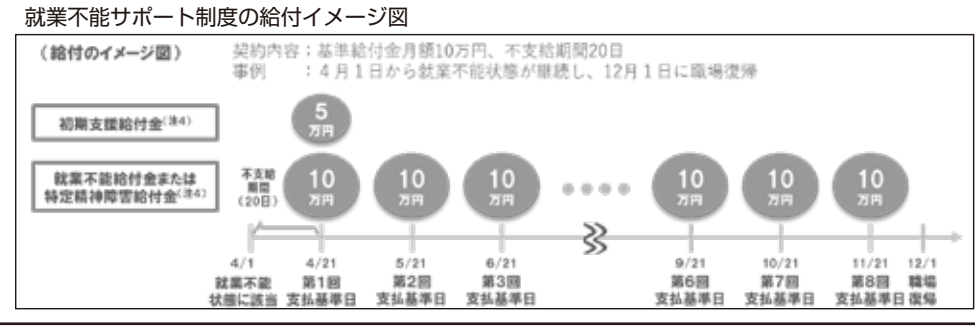 就業不能サポート制度の給付イメージ図
(給付のイメージ図) 契約内容：基準給付金月額10万円、不支給期間20日
事例 ：4月1日から就業不能状態が継続し、12月1日に職場復帰
初期支援給付金(注4)
5
万円
就業不能給付金または
特定精神障害給付金(注4)
不支給
期間
(20日)
10
万円
10
万円
10
万円
10
万円
10
万円
10
万円
4/1
就業不能
状態に該当
4/21
第1回
支払基準日
5/21
第2回
支払基準日
6/21
第3回
支払基準日
9/21
第6回
支払基準日
10/21
第7回
支払基準日
11/21
第8回
支払基準日
12/1
職場
復帰